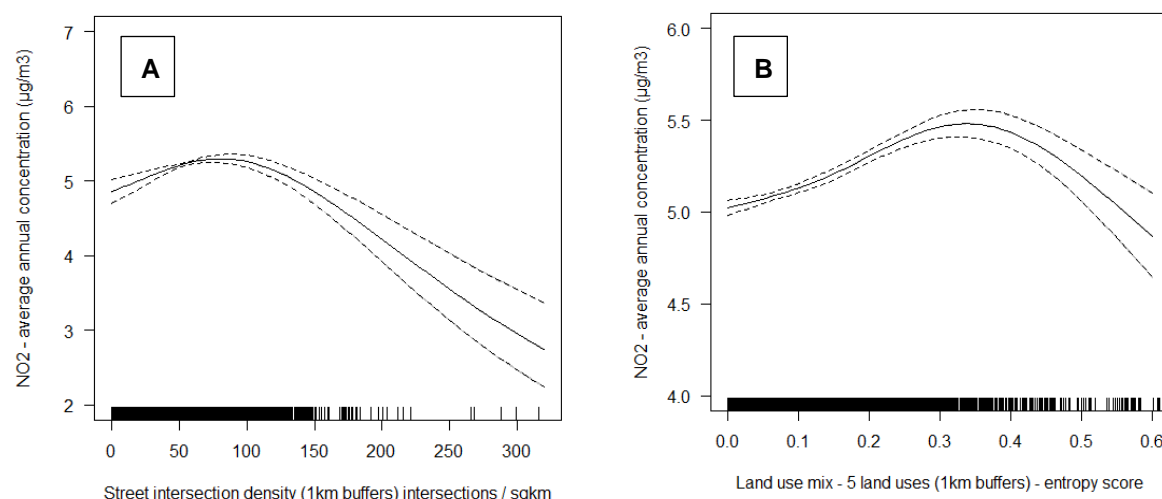 A
NO2 - average annual concentration (µg/m3)
7
6
5
4
3
2
0 50 100 150 200 250 300
Street intersection density (1km buffers) intersections / sqkm
B
NO2 - average annual concentration (µg/m3)
6.0
5.5
5.0
4.5
4.0
0.0 0.1 0.2 0.3 0.4 0.5 0.6
Land use mix - 5 land uses (1km buffers) - entropy score